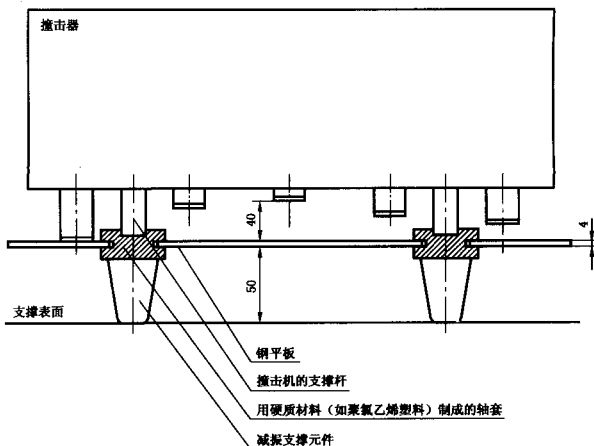 撞击器
40
4
50
支撑表面
钢平板
撞击机的支撑杆
用硬质材料（如聚氯乙烯塑料）制成的轴套
减振支撑元件